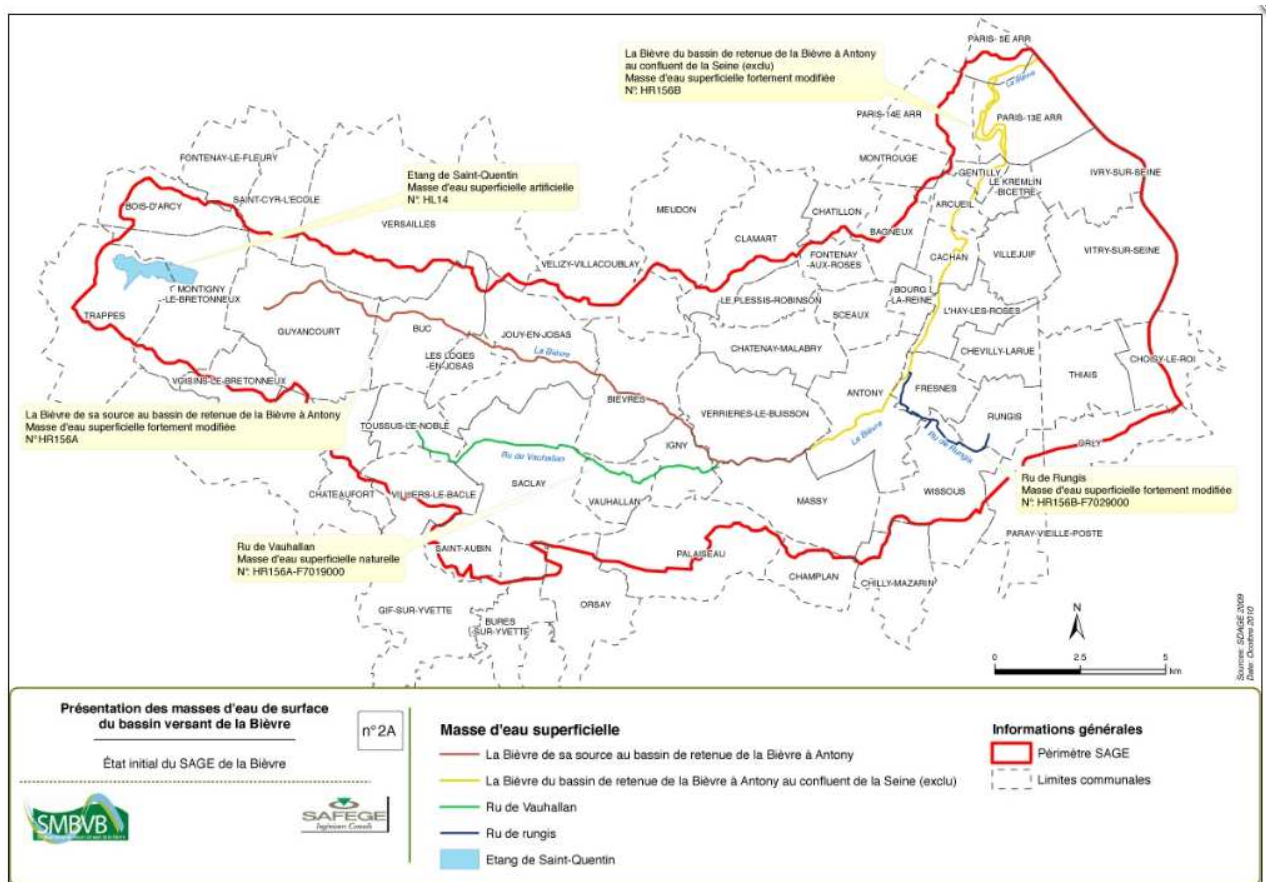 PARIS- 5E ARR
La Bièvre du bassin de retenue de la Bièvre à Antony
au confluent de la Seine (exclu)
Masse d'eau superficielle fortement modifiée
N°: HR156B
La Bièvre
PARIS-14E ARR
PARIS-13E ARR
FONTENAY-LE-FLEURY
MONTROUGE
GENTILLY
LE KREMLIN
-BICETRE
IVRY-SUR-SEINE
Etang de Saint-Quentin
Masse d'eau superficielle artificielle
N°: HL14
BOIS-D'ARCY
SAINT-CYR-L'ECOLE
VERSAILLES
MEUDON
CHATILLON
ARCUEIL
CLAMART
BAGNEUX
VITRY-SUR-SEINE
VELIZY-VILLACOUBLAY
FONTENAY
-AUX-ROSES
CACHAN
VILLEJUIF
MONTIGNY
-LE-BRETONNEUX
LE PLESSIS-ROBINSON
BOURG
LA-REINE
TRAPPES
GUYANCOURT
BUC
JOUY-EN-JOSAS
SCEAUX
L'HAY-LES-ROSES
La Bièvre
CHATENAY-MALABRY
CHEVILLY-LARUE
LES LOGES
-EN-JOSAS
CHOISY-LE-ROI
THIAIS
VOISINS-LE-BRETONNEUX
BIEVRES
ANTONY
FRESNES
La Bièvre de sa source au bassin de retenue de la Bièvre à Antony
Masse d'eau superficielle fortement modifiée
N°HR156A
VERRIERES-LE-BUISSON
RUNGIS
TOUSSUS-LE-NOBLE
IGNY
La Bièvre
Ru de Rungis
ORLY
Ru de Vauhallan
SACLAY
CHATEAUFORT
VILLIERS-LE-BACLE
VAUHALLAN
MASSY
WISSOUS
Ru de Rungis
Masse d'eau superficielle fortement modifiée
N°: HR156B-F7029000
Ru de Vauhallan
Masse d'eau superficielle naturelle
N°: HR156A-F7019000
SAINT-AUBIN
PALAISEAU
PARAY-VIEILLE-POSTE
CHAMPLAN
CHILLY-MAZARIN
GIF-SUR-YVETTE
BURES
-SUR-YVETTE
ORSAY
N
0 2.5 5
km
Sources: SDAGE 2009
Date: Octobre 2010
Présentation des masses d'eau de surface
du bassin versant de la Bièvre
n°2A
État initial du SAGE de la Bièvre
SMBVB
SAFEGE
Ingénieurs Conseils
Masse d'eau superficielle
La Bièvre de sa source au bassin de retenue de la Bièvre à Antony
La Bièvre du bassin de retenue de la Bièvre à Antony au confluent de la Seine (exclu)
Ru de Vauhallan
Ru de rungis
Etang de Saint-Quentin
Informations générales
Périmètre SAGE
Limites communales